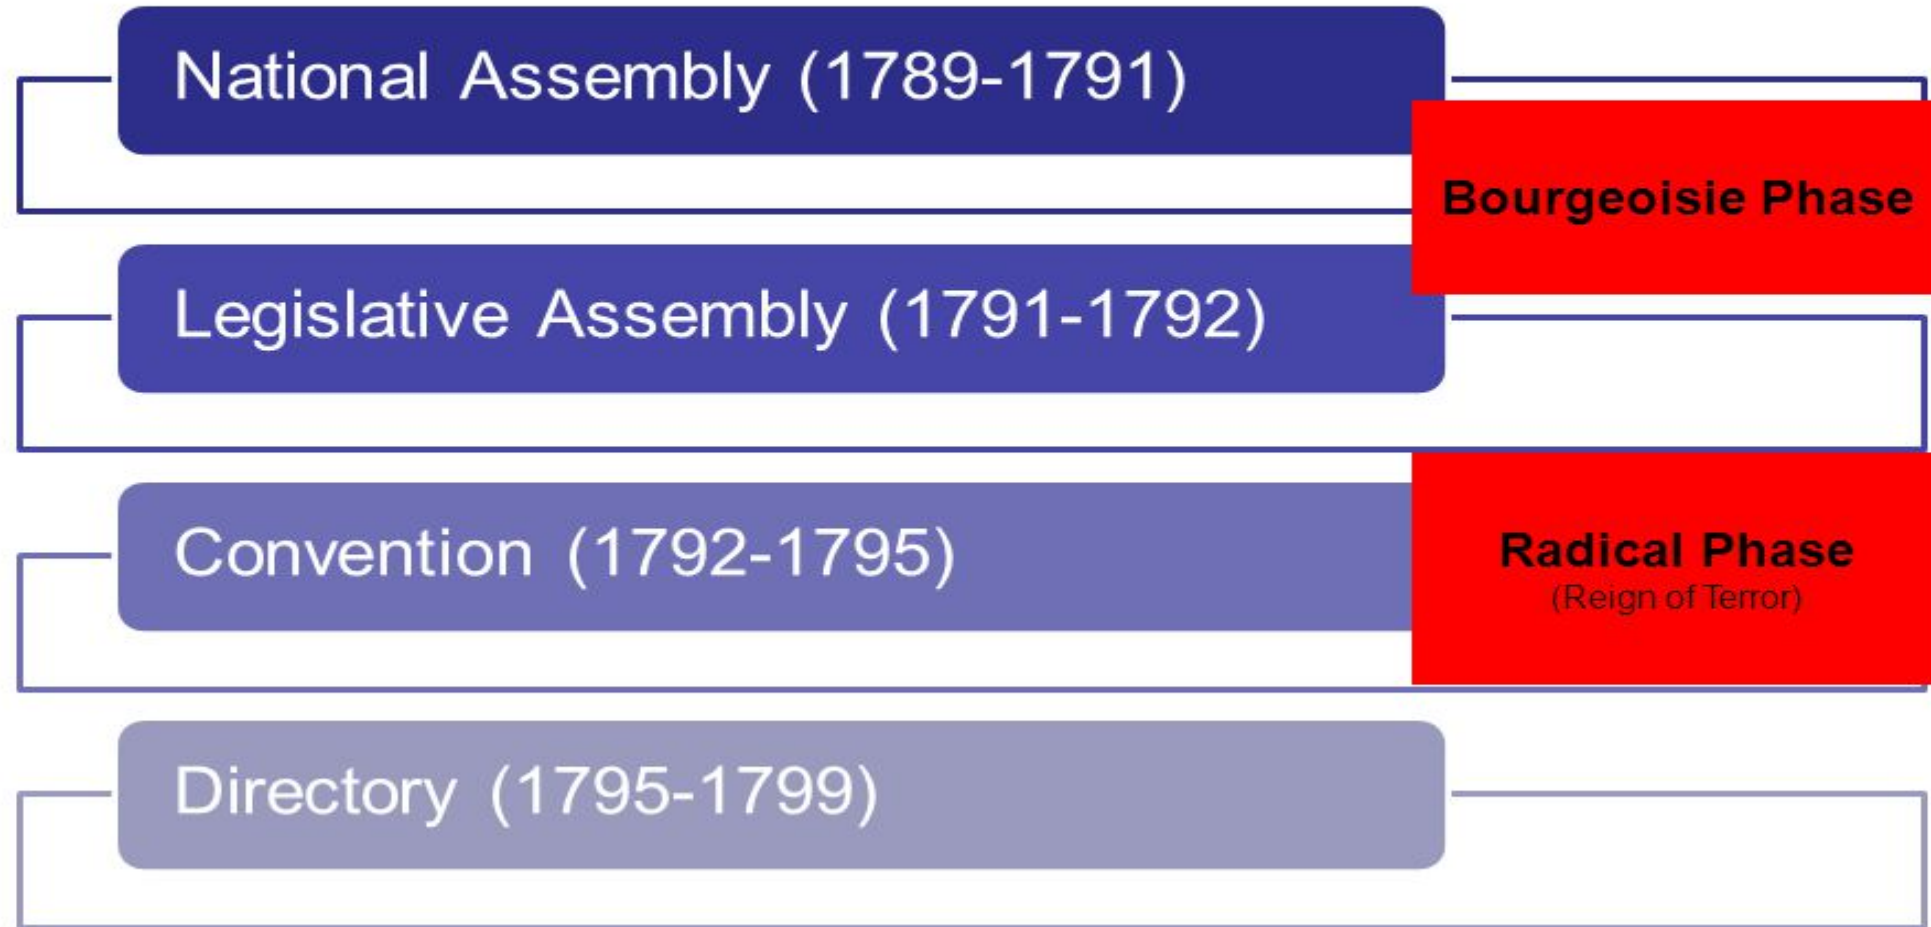 National Assembly (1789-1791)
Bourgeoisie Phase
Legislative Assembly (1791-1792)
Convention (1792-1795)
Radical Phase
(Reign of Terror)
Directory (1795-1799)